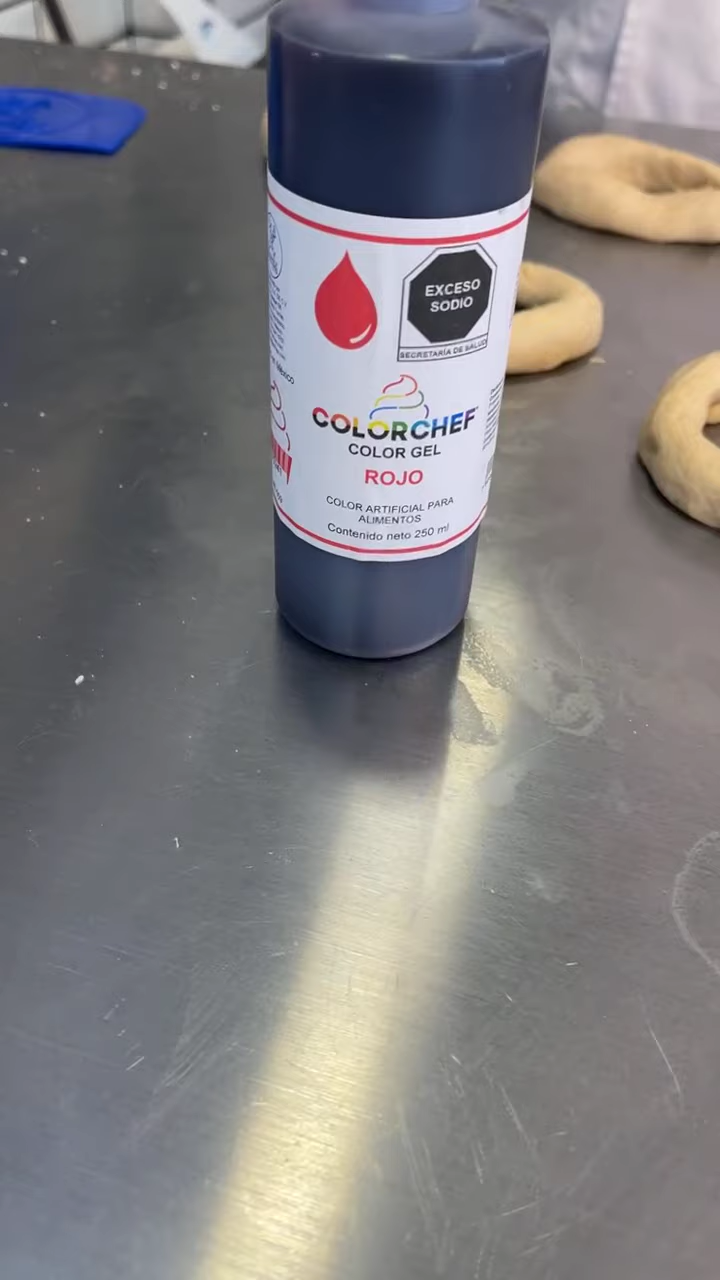 EXCESO
SODIO
SECRETARÍA DE SALUD
COLORCHEF
COLOR GEL
ROJO
COLOR ARTIFICIAL PARA
ALIMENTOS
Contenido neto 250 ml